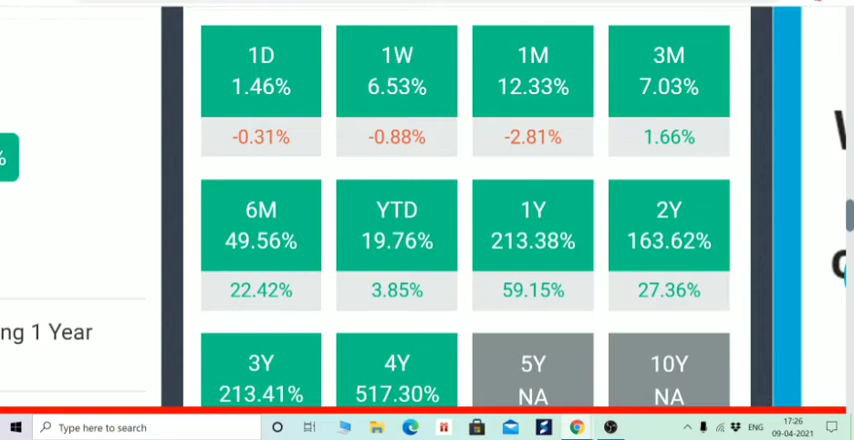 1D 1W 1M 3M
1.46% 6.53% 12.33% 7.03%
-0.31% -0.88% -2.81% 1.66%
%
6M YTD 1Y 2Y
49.56% 19.76% 213.38% 163.62%
22.42% 3.85% 59.15% 27.36%
ng 1 Year
3Y 4Y 5Y 10Y
213.41% 517.30% NA NA
Type here to search
ENG
17:26
09-04-2021